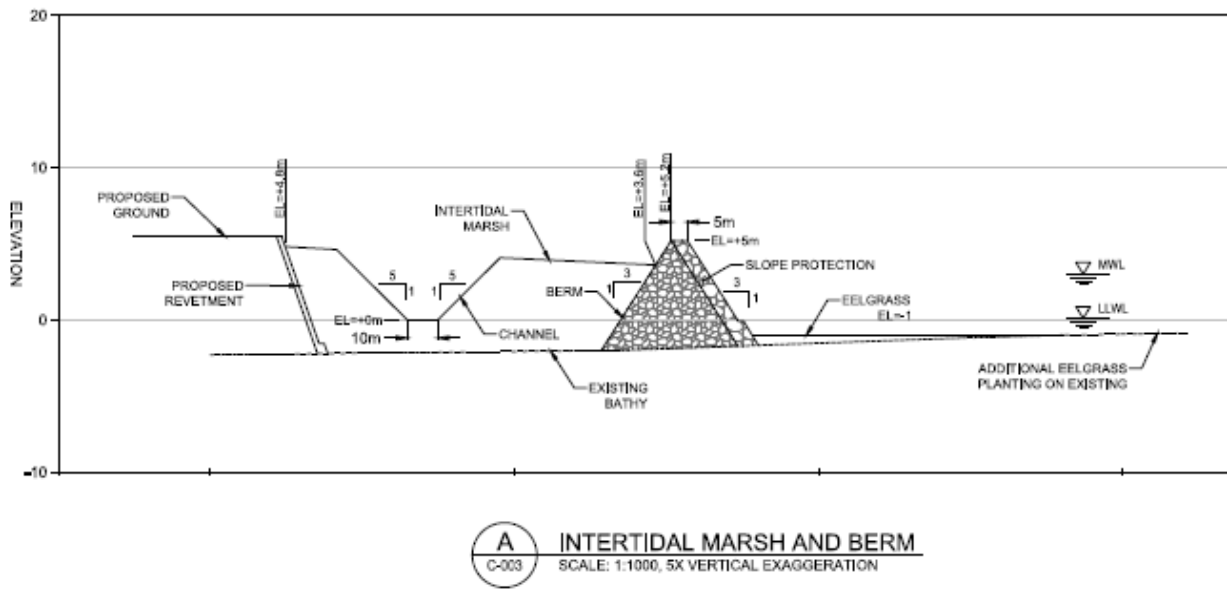 20
10
0
-10
ELEVATION
PROPOSED
GROUND
EL=+4.8m
PROPOSED
REVETMENT
5
1
1
5
EL=+0m
10m
CHANNEL
INTERTIDAL
MARSH
EXISTING
BATHY
BERM
3
1
EL=+3.6m
EL=+5.2m
5m
EL=+5m
SLOPE PROTECTION
3
1
EELGRASS
EL=-1
MWL
LLWL
ADDITIONAL EELGRASS
PLANTING ON EXISTING
A
C-003
INTERTIDAL MARSH AND BERM
SCALE: 1:1000, 5X VERTICAL EXAGGERATION